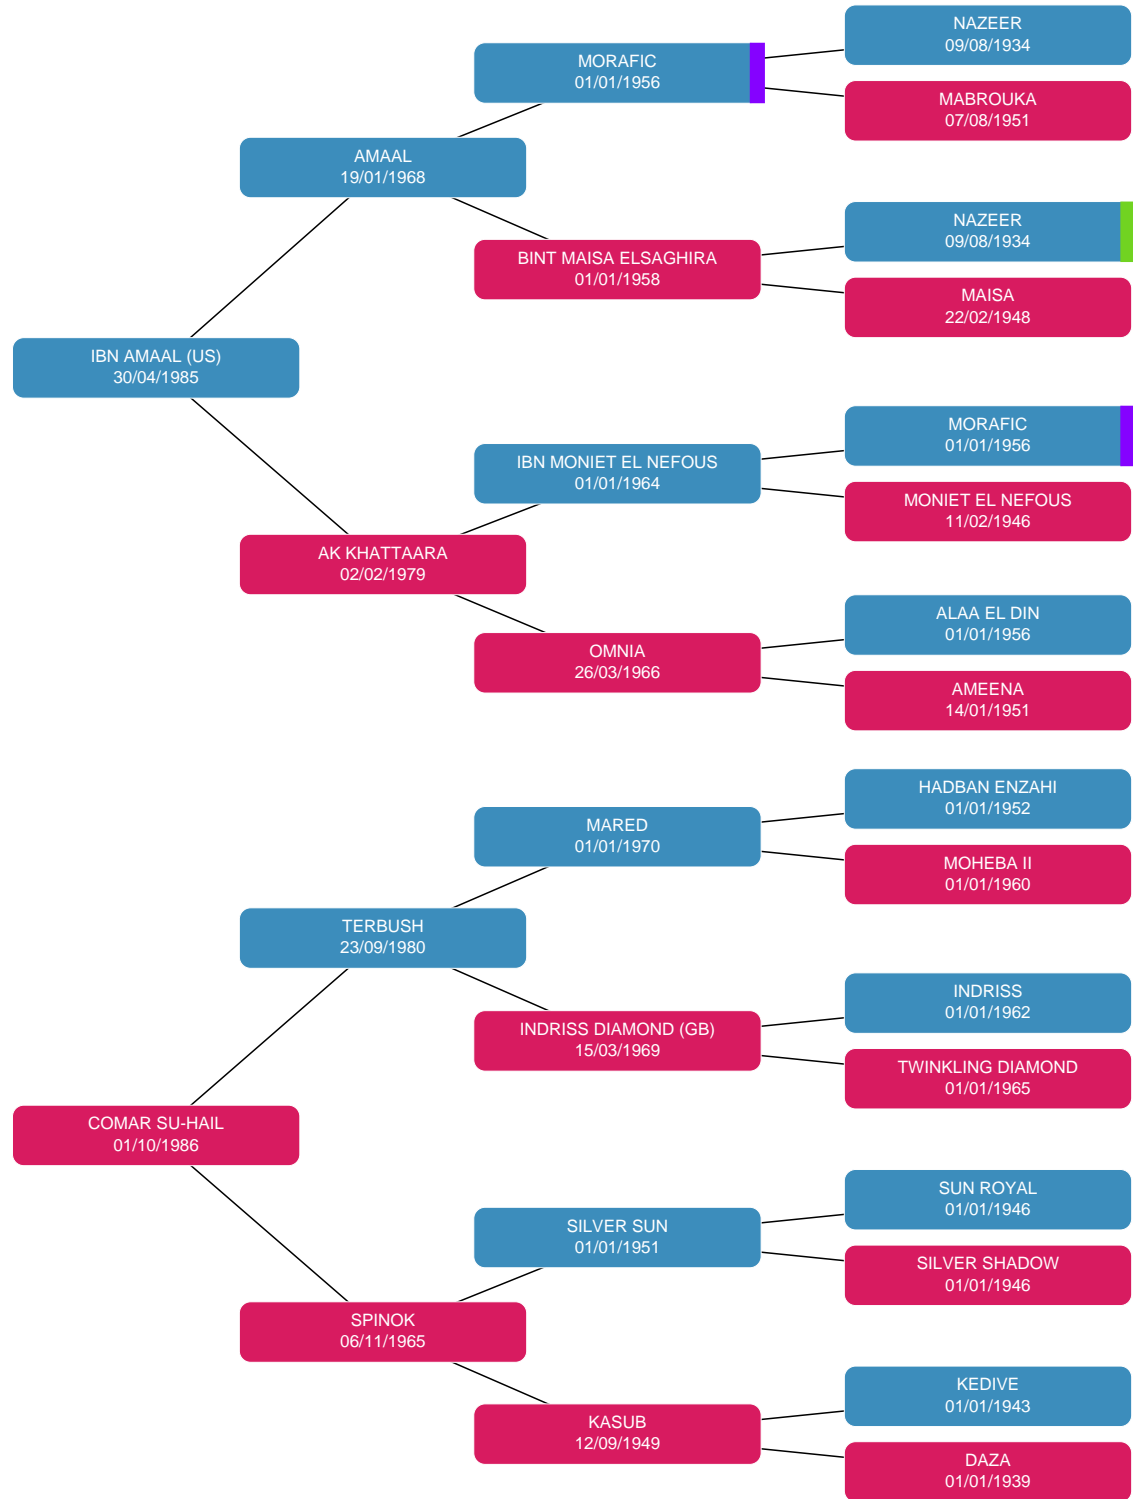 NAZEER
09/08/1934
MORAFIC
01/01/1956
MABROUKA
07/08/1951
AMAAL
19/01/1968
NAZEER
09/08/1934
BINT MAISA ELSAGHIRA
01/01/1958
MAISA
22/02/1948
IBN AMAAL (US)
30/04/1985
MORAFIC
01/01/1956
IBN MONIET EL NEFOUS
01/01/1964
MONIET EL NEFOUS
11/02/1946
AK KHATTAARA
02/02/1979
ALAA EL DIN
01/01/1956
OMNIA
26/03/1966
AMEENA
14/01/1951
HADBAN ENZAHI
01/01/1952
MARED
01/01/1970
MOHEBA II
01/01/1960
TERBUSH
23/09/1980
INDRISS
01/01/1962
INDRISS DIAMOND (GB)
15/03/1969
TWINKLING DIAMOND
01/01/1965
COMAR SU-HAIL
01/10/1986
SUN ROYAL
01/01/1946
SILVER SUN
01/01/1951
SILVER SHADOW
01/01/1946
SPINOK
06/11/1965
KEDIVE
01/01/1943
KASUB
12/09/1949
DAZA
01/01/1939